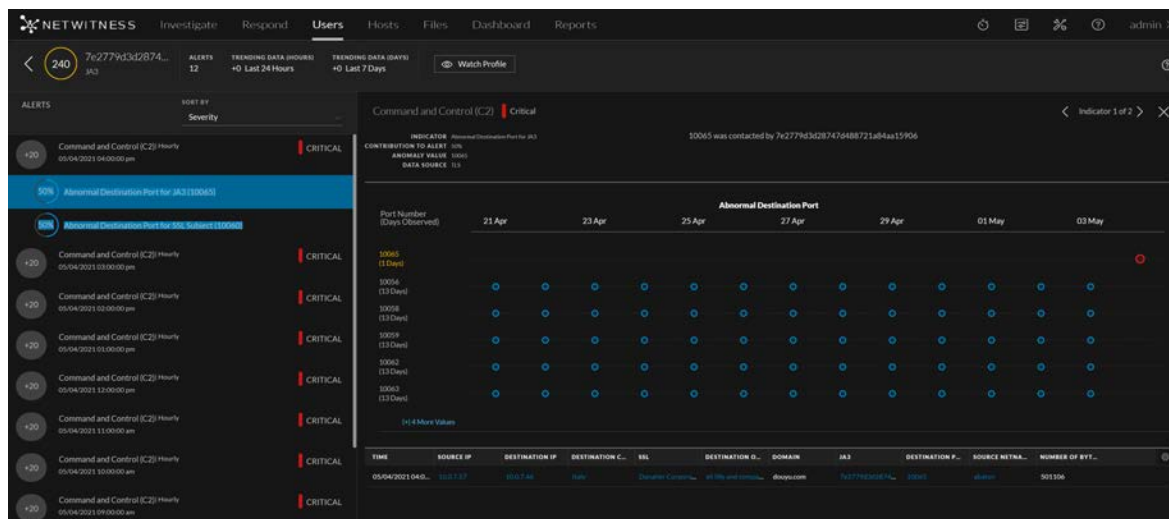 NETWITNESS Investigate Respond Users Hosts Files Dashboard Reports admin
240 7e2779d3d2874... JA3 ALERTS 12 TRENDING DATA (HOURS) +0 Last 24 Hours TRENDING DATA (DAYS) +0 Last 7 Days Watch Profile
ALERTS SORT BY
Severity
+20 Command and Control (C2)| Hourly CRITICAL
05/04/2021 04:00:00 pm
50% Abnormal Destination Port for JA3 (10065)
50% Abnormal Destination Port for SSL Subject (10060)
+20 Command and Control (C2)| Hourly CRITICAL
05/04/2021 03:00:00 pm
+20 Command and Control (C2)| Hourly CRITICAL
05/04/2021 02:00:00 pm
+20 Command and Control (C2)| Hourly CRITICAL
05/04/2021 01:00:00 pm
+20 Command and Control (C2)| Hourly CRITICAL
05/04/2021 12:00:00 pm
+20 Command and Control (C2)| Hourly CRITICAL
05/04/2021 11:00:00 am
+20 Command and Control (C2)| Hourly CRITICAL
05/04/2021 10:00:00 am
+20 Command and Control (C2)| Hourly CRITICAL
05/04/2021 09:00:00 am
Command and Control (C2) Critical Indicator 1 of 2
INDICATOR Abnormal Destination Port for JA3
CONTRIBUTION TO ALERT 50%
ANOMALY VALUE 10065
DATA SOURCE TLS
10065 was contacted by 7e2779d3d28747d488721a84aa15906
Abnormal Destination Port
Port Number
(Days Observed) 21 Apr 23 Apr 25 Apr 27 Apr 29 Apr 01 May 03 May
10065
(1 Days)
10056
(13 Days)
10058
(13 Days)
10059
(13 Days)
10062
(13 Days)
10063
(13 Days)
(+) 4 More Values
TIME SOURCE IP DESTINATION IP DESTINATION C... SSL DESTINATION O... DOMAIN JA3 DESTINATION P... SOURCE NETNA... NUMBER OF BYT...
05/04/2021 04:0... Italy douyu.com 10065 501106